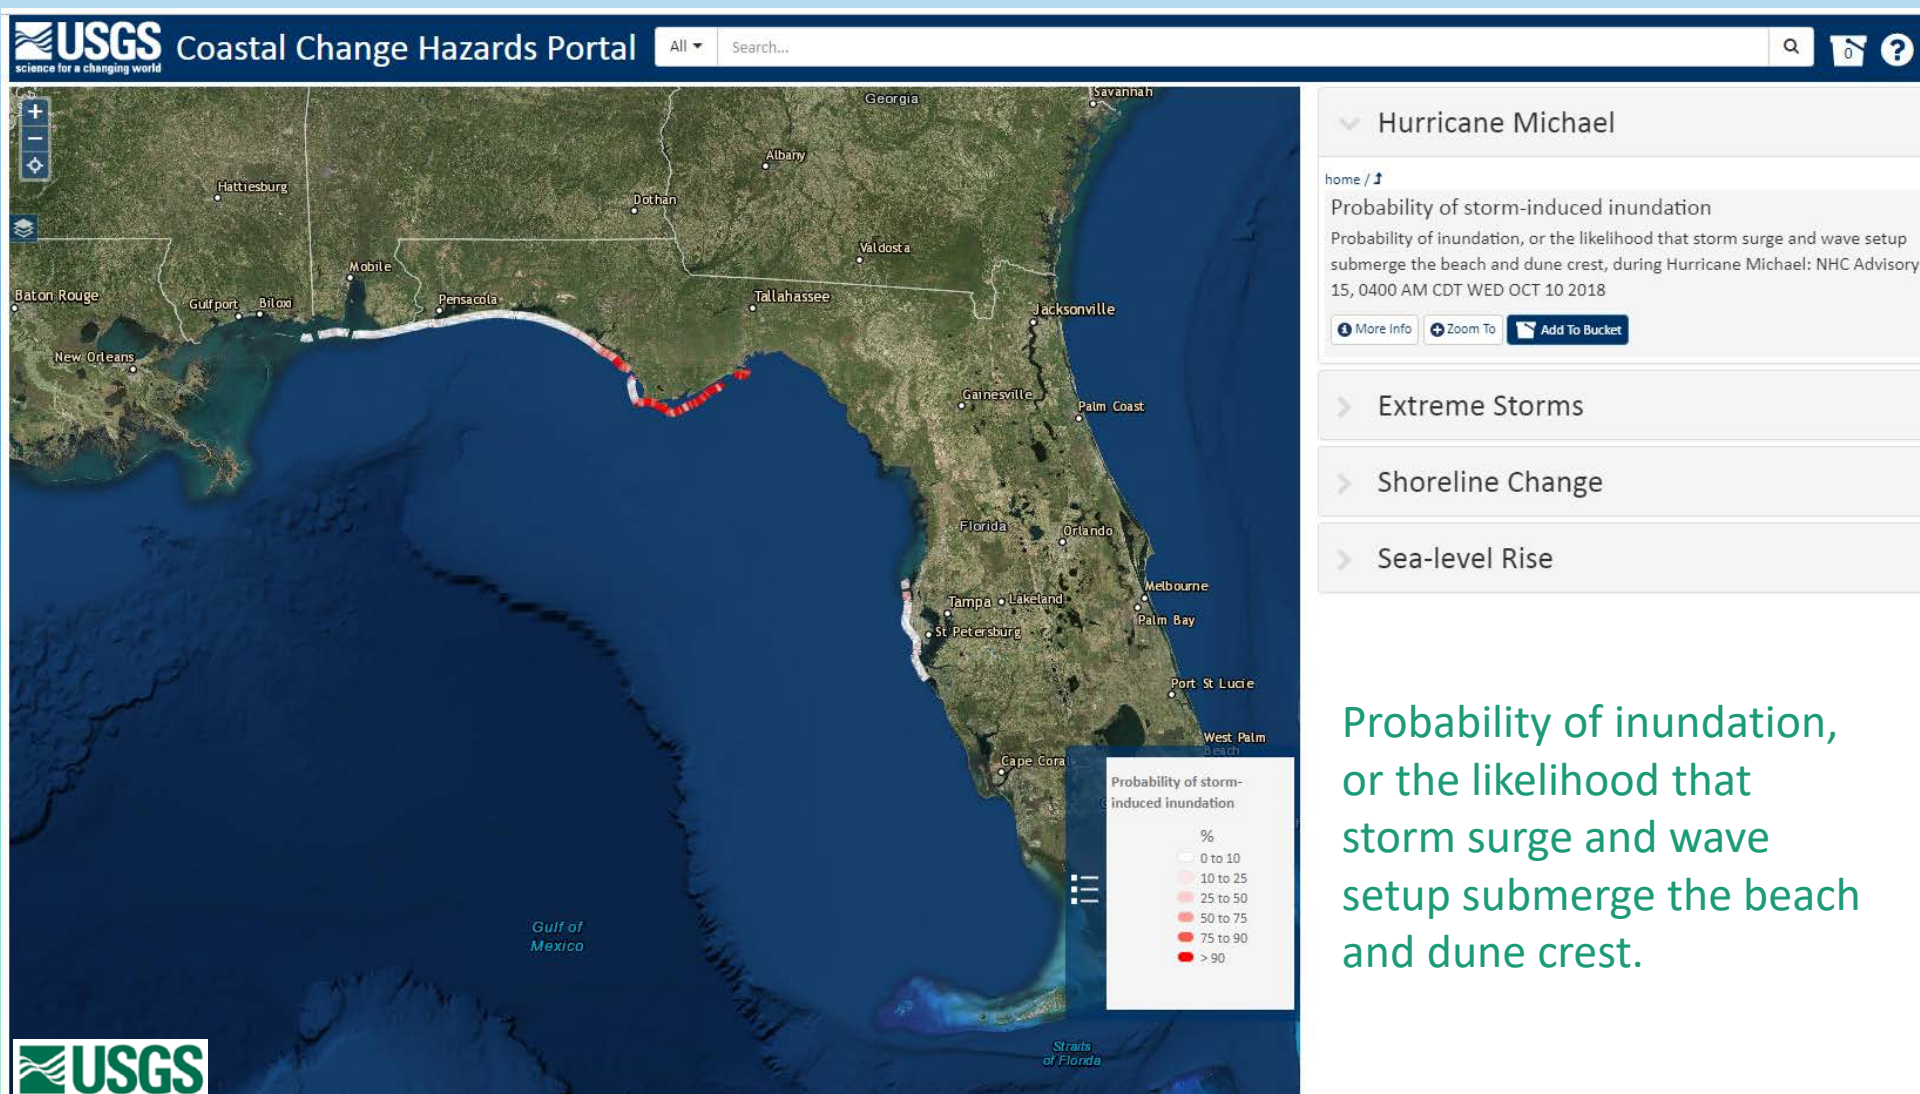 USGS
science for a changing world
Coastal Change Hazards Portal
All
Search...
0
?
Hurricane Michael
home /
Probability of storm-induced inundation
Probability of inundation, or the likelihood that storm surge and wave setup
submerge the beach and dune crest, during Hurricane Michael: NHC Advisory
15, 0400 AM CDT WED OCT 10 2018
More Info
Zoom To
Add To Bucket
Extreme Storms
Shoreline Change
Sea-level Rise
Georgia
Savannah
Albany
Hattiesburg
Dothan
Valdosta
Mobile
Baton Rouge
Gulfport
Biloxi
Pensacola
Tallahassee
Jacksonville
New Orleans
Gainesville
Palm Coast
Florida
Orlando
Melbourne
Tampa
Lakeland
Palm Bay
St Petersburg
Port St Lucie
West Palm
Beach
Cape Coral
Probability of storm-
induced inundation
%
0 to 10
10 to 25
25 to 50
50 to 75
75 to 90
> 90
Gulf of
Mexico
Straits
of Florida
USGS
Probability of inundation,
or the likelihood that
storm surge and wave
setup submerge the beach
and dune crest.